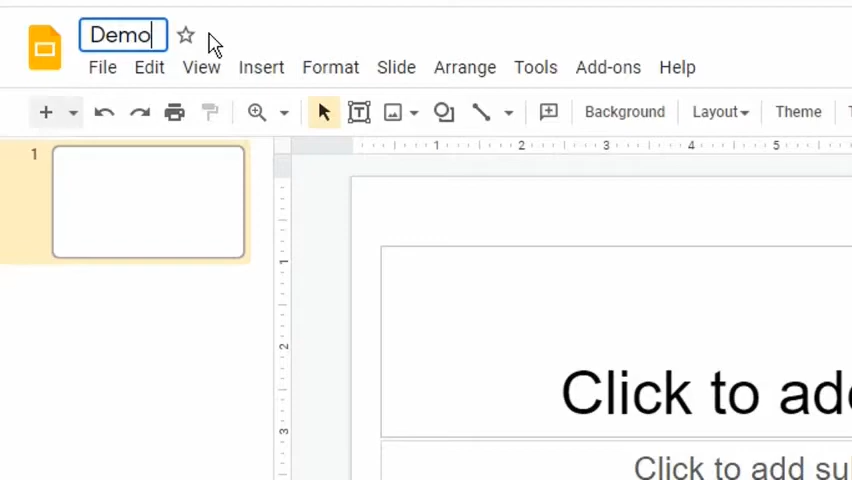 Demo
File Edit View Insert Format Slide Arrange Tools Add-ons Help
Background Layout Theme
1 2 3 4 5
1
1
2
3
Click to add
Click to add su